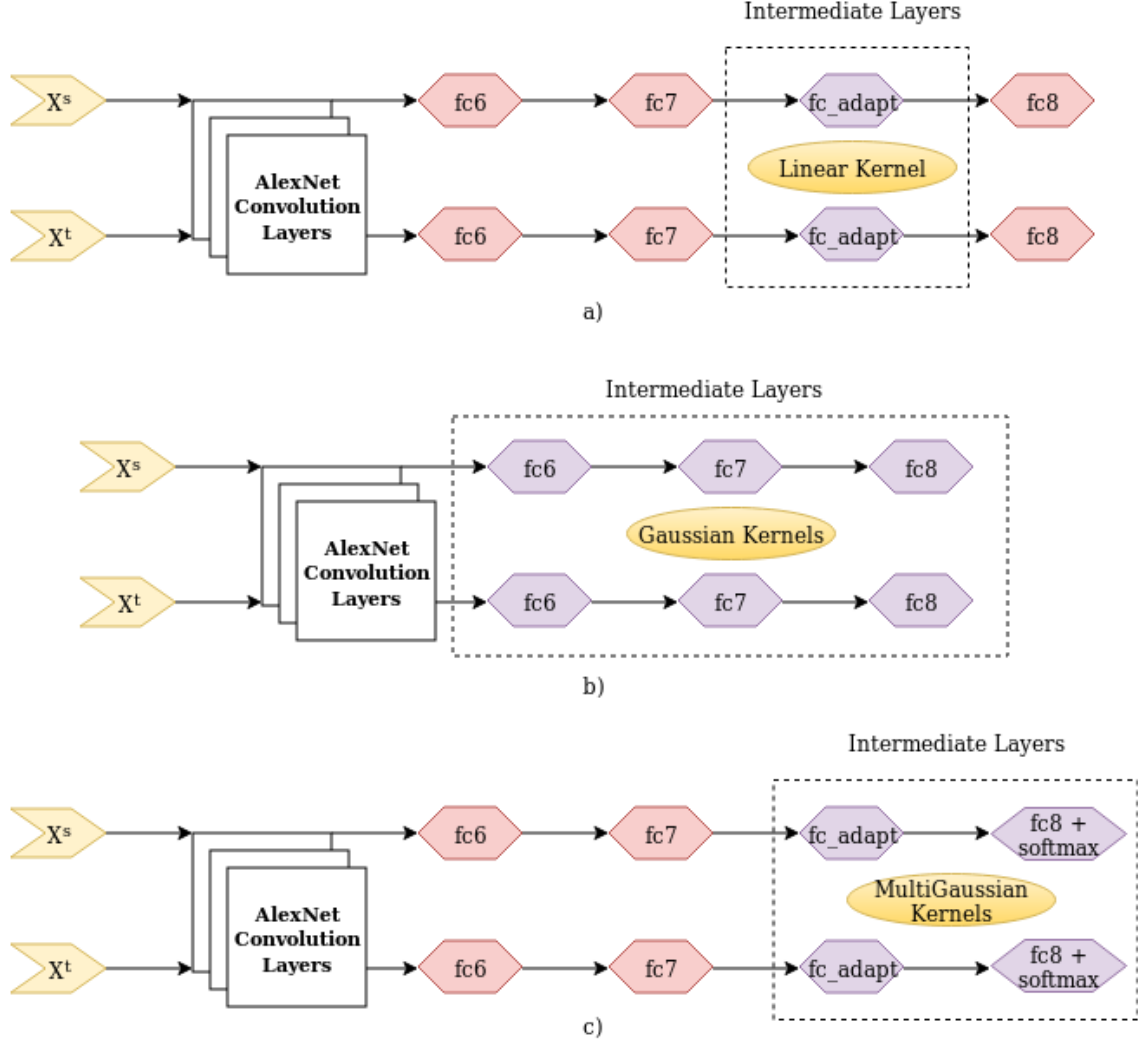 Intermediate Layers
Xˢ
fc6
fc7
fc_adapt
fc8
Linear Kernel
AlexNet
Convolution
Layers
Xᵗ
fc6
fc7
fc_adapt
fc8
a)
Intermediate Layers
Xˢ
fc6
fc7
fc8
Gaussian Kernels
AlexNet
Convolution
Layers
Xᵗ
fc6
fc7
fc8
b)
Intermediate Layers
Xˢ
fc6
fc7
fc_adapt
fc8 +
softmax
MultiGaussian
Kernels
AlexNet
Convolution
Layers
Xᵗ
fc6
fc7
fc_adapt
fc8 +
softmax
c)